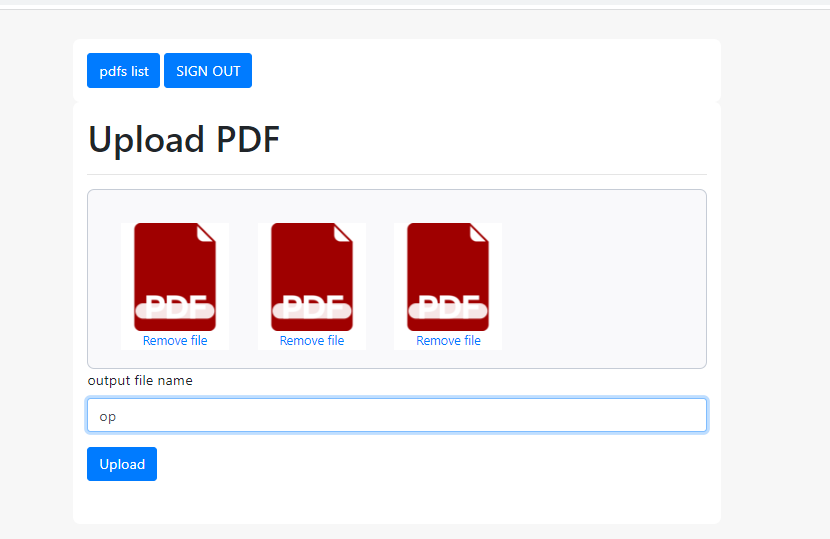 pdfs list SIGN OUT
Upload PDF
PDF PDF PDF
Remove file Remove file Remove file
output file name
op
Upload